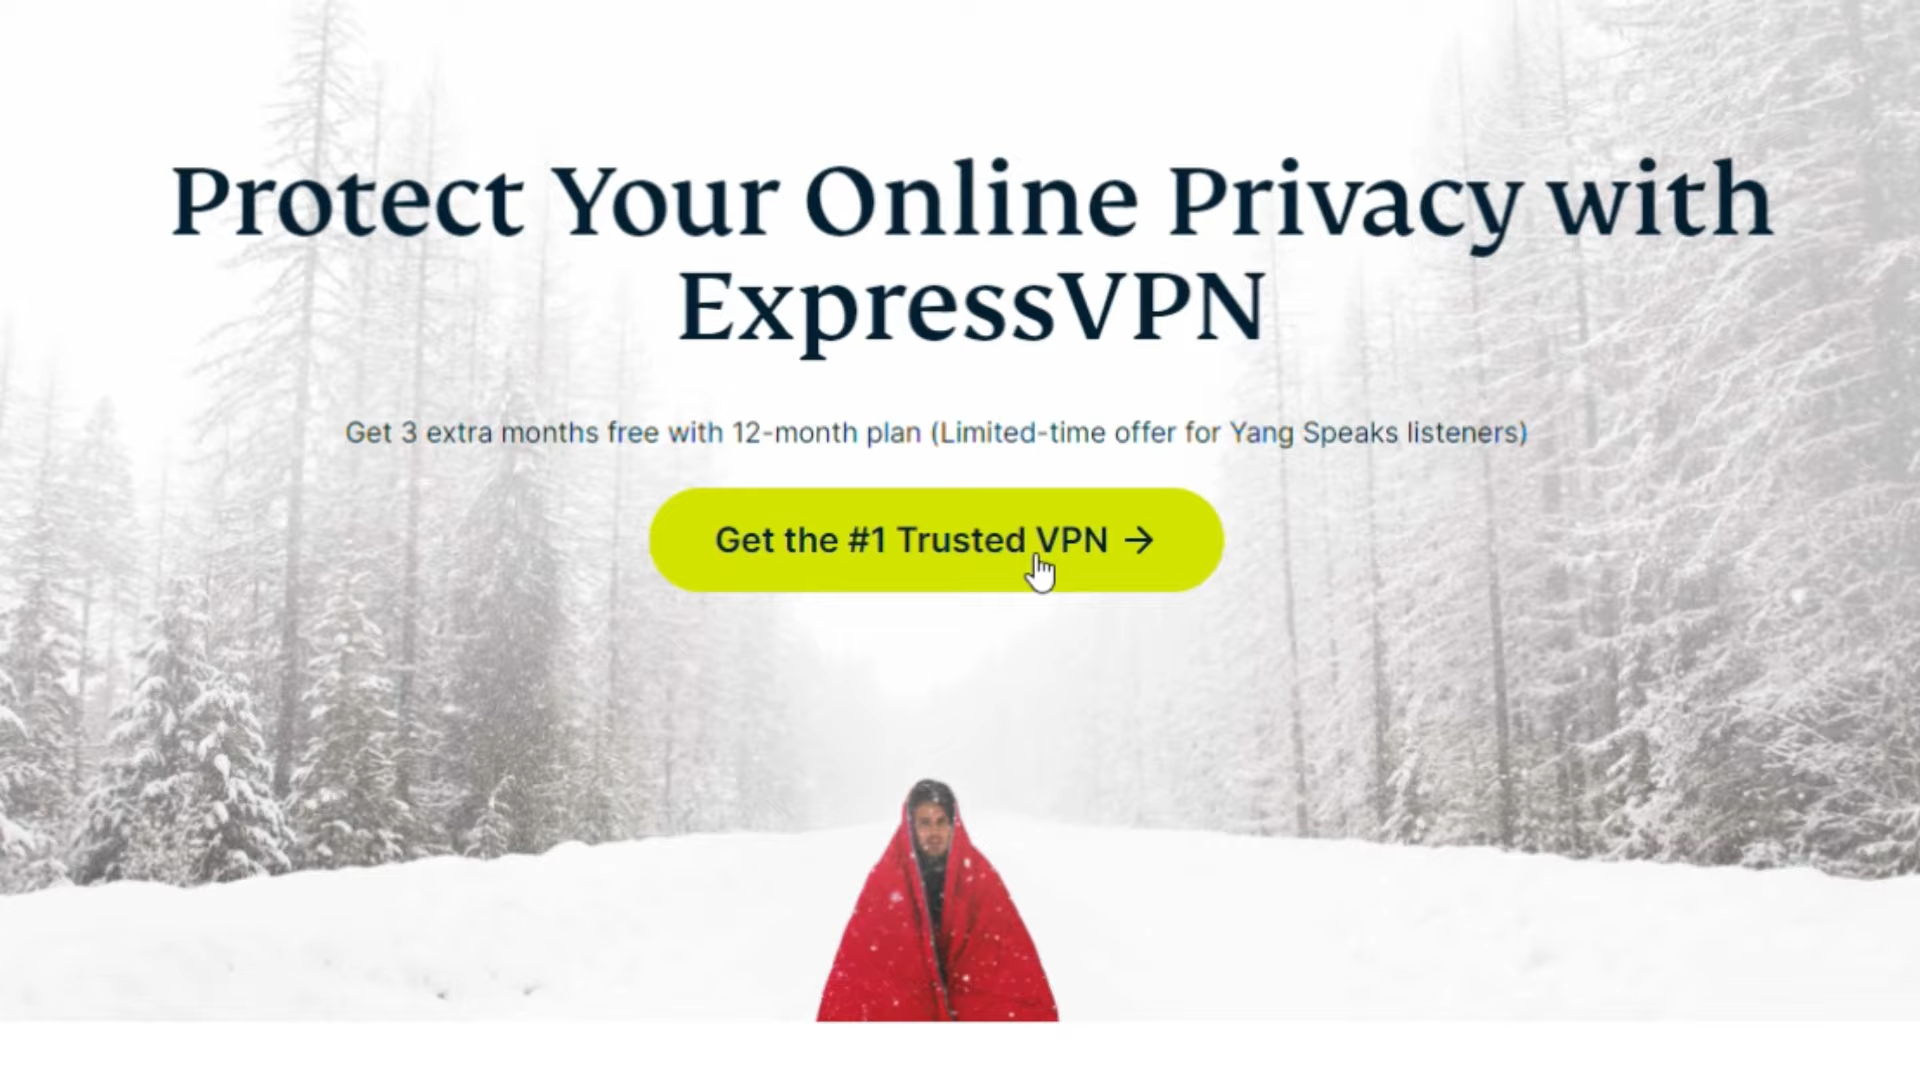 Protect Your Online Privacy with
ExpressVPN
Get 3 extra months free with 12-month plan (Limited-time offer for Yang Speaks listeners)
Get the #1 Trusted VPN →